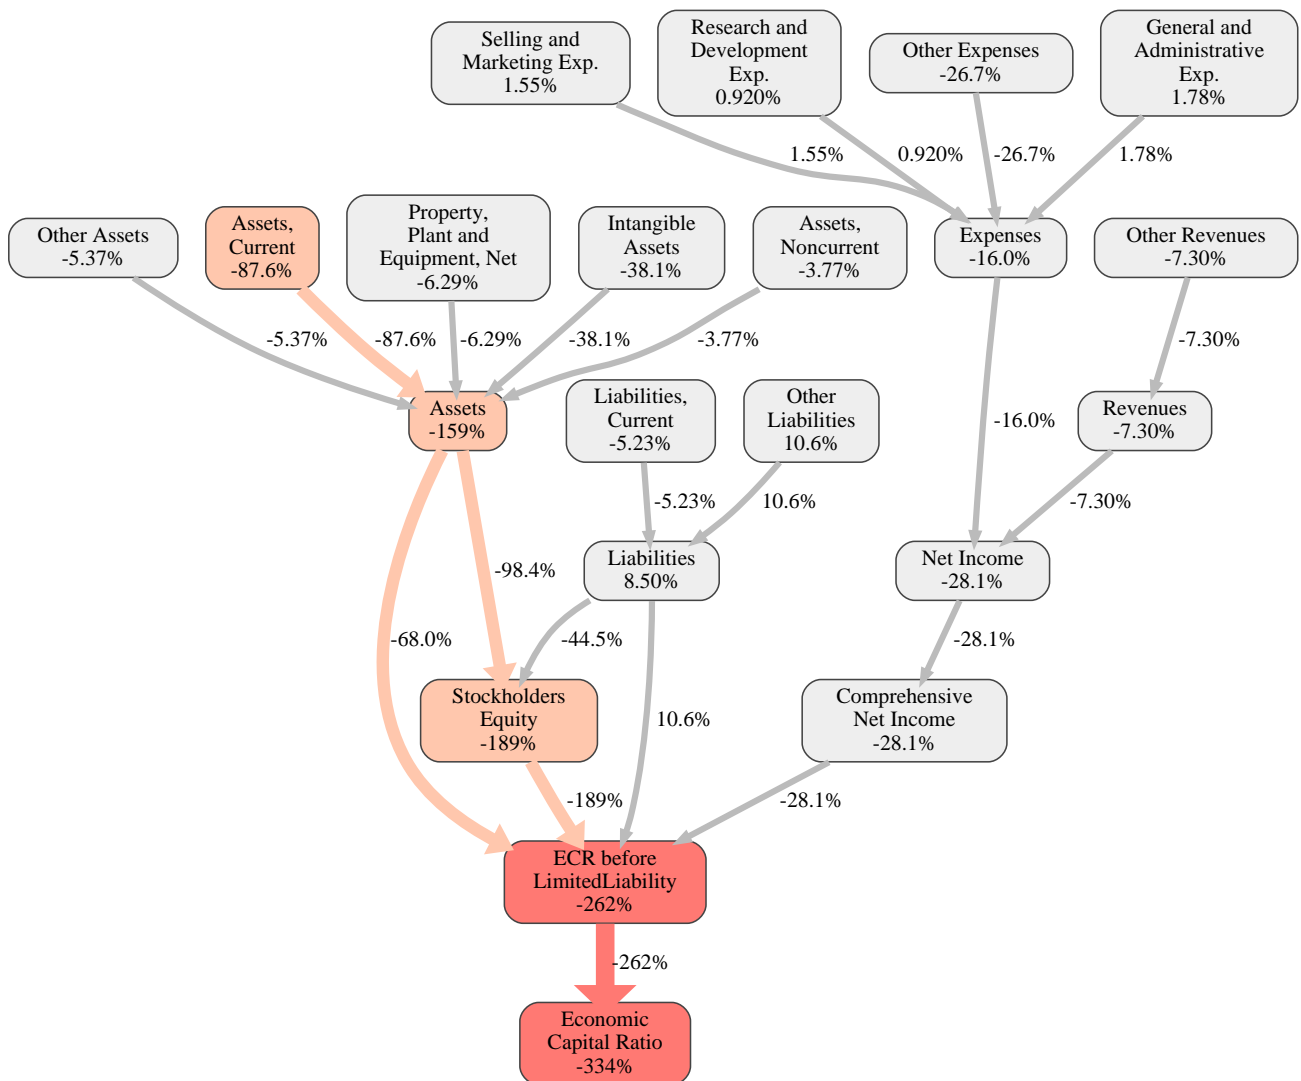 Selling and
Marketing Exp.
1.55%
Research and
Development
Exp.
0.920%
Other Expenses
-26.7%
General and
Administrative
Exp.
1.78%
1.55%
0.920%
-26.7%
1.78%
Other Assets
-5.37%
Assets,
Current
-87.6%
Property,
Plant and
Equipment, Net
-6.29%
Intangible
Assets
-38.1%
Assets,
Noncurrent
-3.77%
Expenses
-16.0%
Other Revenues
-7.30%
-5.37%
-87.6%
-6.29%
-38.1%
-3.77%
-7.30%
Assets
-159%
Liabilities,
Current
-5.23%
Other
Liabilities
10.6%
-16.0%
Revenues
-7.30%
-98.4%
-5.23%
10.6%
-7.30%
Liabilities
8.50%
Net Income
-28.1%
-68.0%
-44.5%
-28.1%
Stockholders
Equity
-189%
10.6%
Comprehensive
Net Income
-28.1%
-189%
-28.1%
ECR before
LimitedLiability
-262%
-262%
Economic
Capital Ratio
-334%